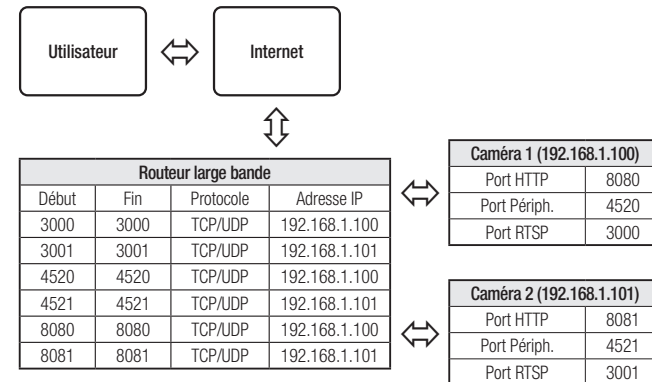 Utilisateur
Internet
Routeur large bande
Début Fin Protocole Adresse IP
3000 3000 TCP/UDP 192.168.1.100
3001 3001 TCP/UDP 192.168.1.101
4520 4520 TCP/UDP 192.168.1.100
4521 4521 TCP/UDP 192.168.1.101
8080 8080 TCP/UDP 192.168.1.100
8081 8081 TCP/UDP 192.168.1.101
Caméra 1 (192.168.1.100)
Port HTTP 8080
Port Périph. 4520
Port RTSP 3000
Caméra 2 (192.168.1.101)
Port HTTP 8081
Port Périph. 4521
Port RTSP 3001